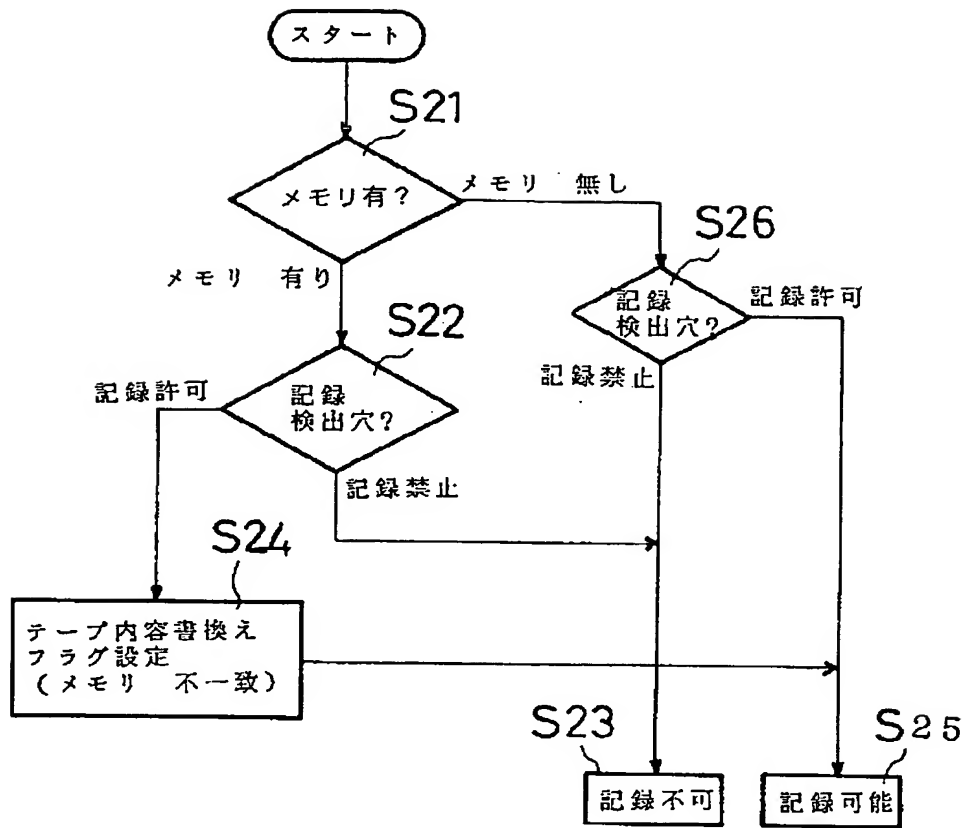 スタート
S21
メモリ有?
メモリ 無し
S26
記録
検出穴?
記録許可
記録禁止
メモリ 有り
S22
記録
検出穴?
記録許可
記録禁止
S24
テープ内容書換え
フラグ設定
(メモリ 不一致)
S23
記録不可
S25
記録可能